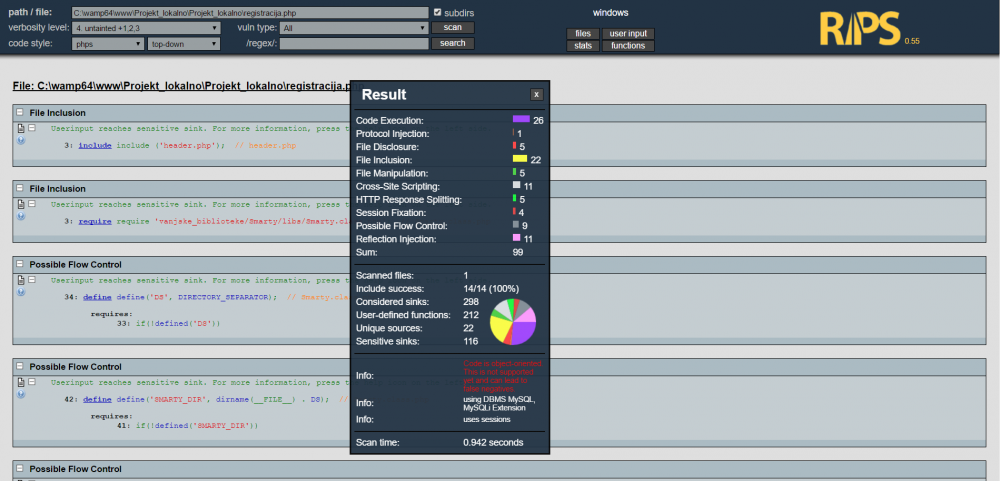 path / file: C:\wamp64\www\Projekt_lokalno\Projekt_lokalno\registracija.php subdirs windows
verbosity level: 4. untainted +1,2,3 vuln type: All scan
files user input
code style: phps top-down /regex/: search
stats functions
RIPS 0.55
File: C:\wamp64\www\Projekt_lokalno\Projekt_lokalno\registracija.p
File Inclusion
Userinput reaches sensitive sink. For more information, press t
3: include include ('header.php'); // header.php
File Inclusion
Userinput reaches sensitive sink. For more information, press t
3: require require 'vanjske_biblioteke/Smarty/libs/Smarty.cla
Possible Flow Control
Userinput reaches sensitive sink. For more information, press t
34: define define('DS', DIRECTORY_SEPARATOR); // Smarty.cla
requires:
33: if(!defined('DS'))
Possible Flow Control
Userinput reaches sensitive sink. For more information, press t
42: define define('SMARTY_DIR', dirname(__FILE__) . DS); //
requires:
41: if(!defined('SMARTY_DIR'))
Possible Flow Control
Result x
Code Execution: 26
Protocol Injection: 1
File Disclosure: 5
File Inclusion: 22
File Manipulation: 5
Cross-Site Scripting: 11
HTTP Response Splitting: 5
Session Fixation: 4
Possible Flow Control: 9
Reflection Injection: 11
Sum: 99
Scanned files: 1
Include success: 14/14 (100%)
Considered sinks: 298
User-defined functions: 212
Unique sources: 22
Sensitive sinks: 116
Info: Code is object-oriented. This is not supported yet and can lead to false negatives.
Info: using DBMS MySQL, MySQLi Extension
Info: uses sessions
Scan time: 0.942 seconds